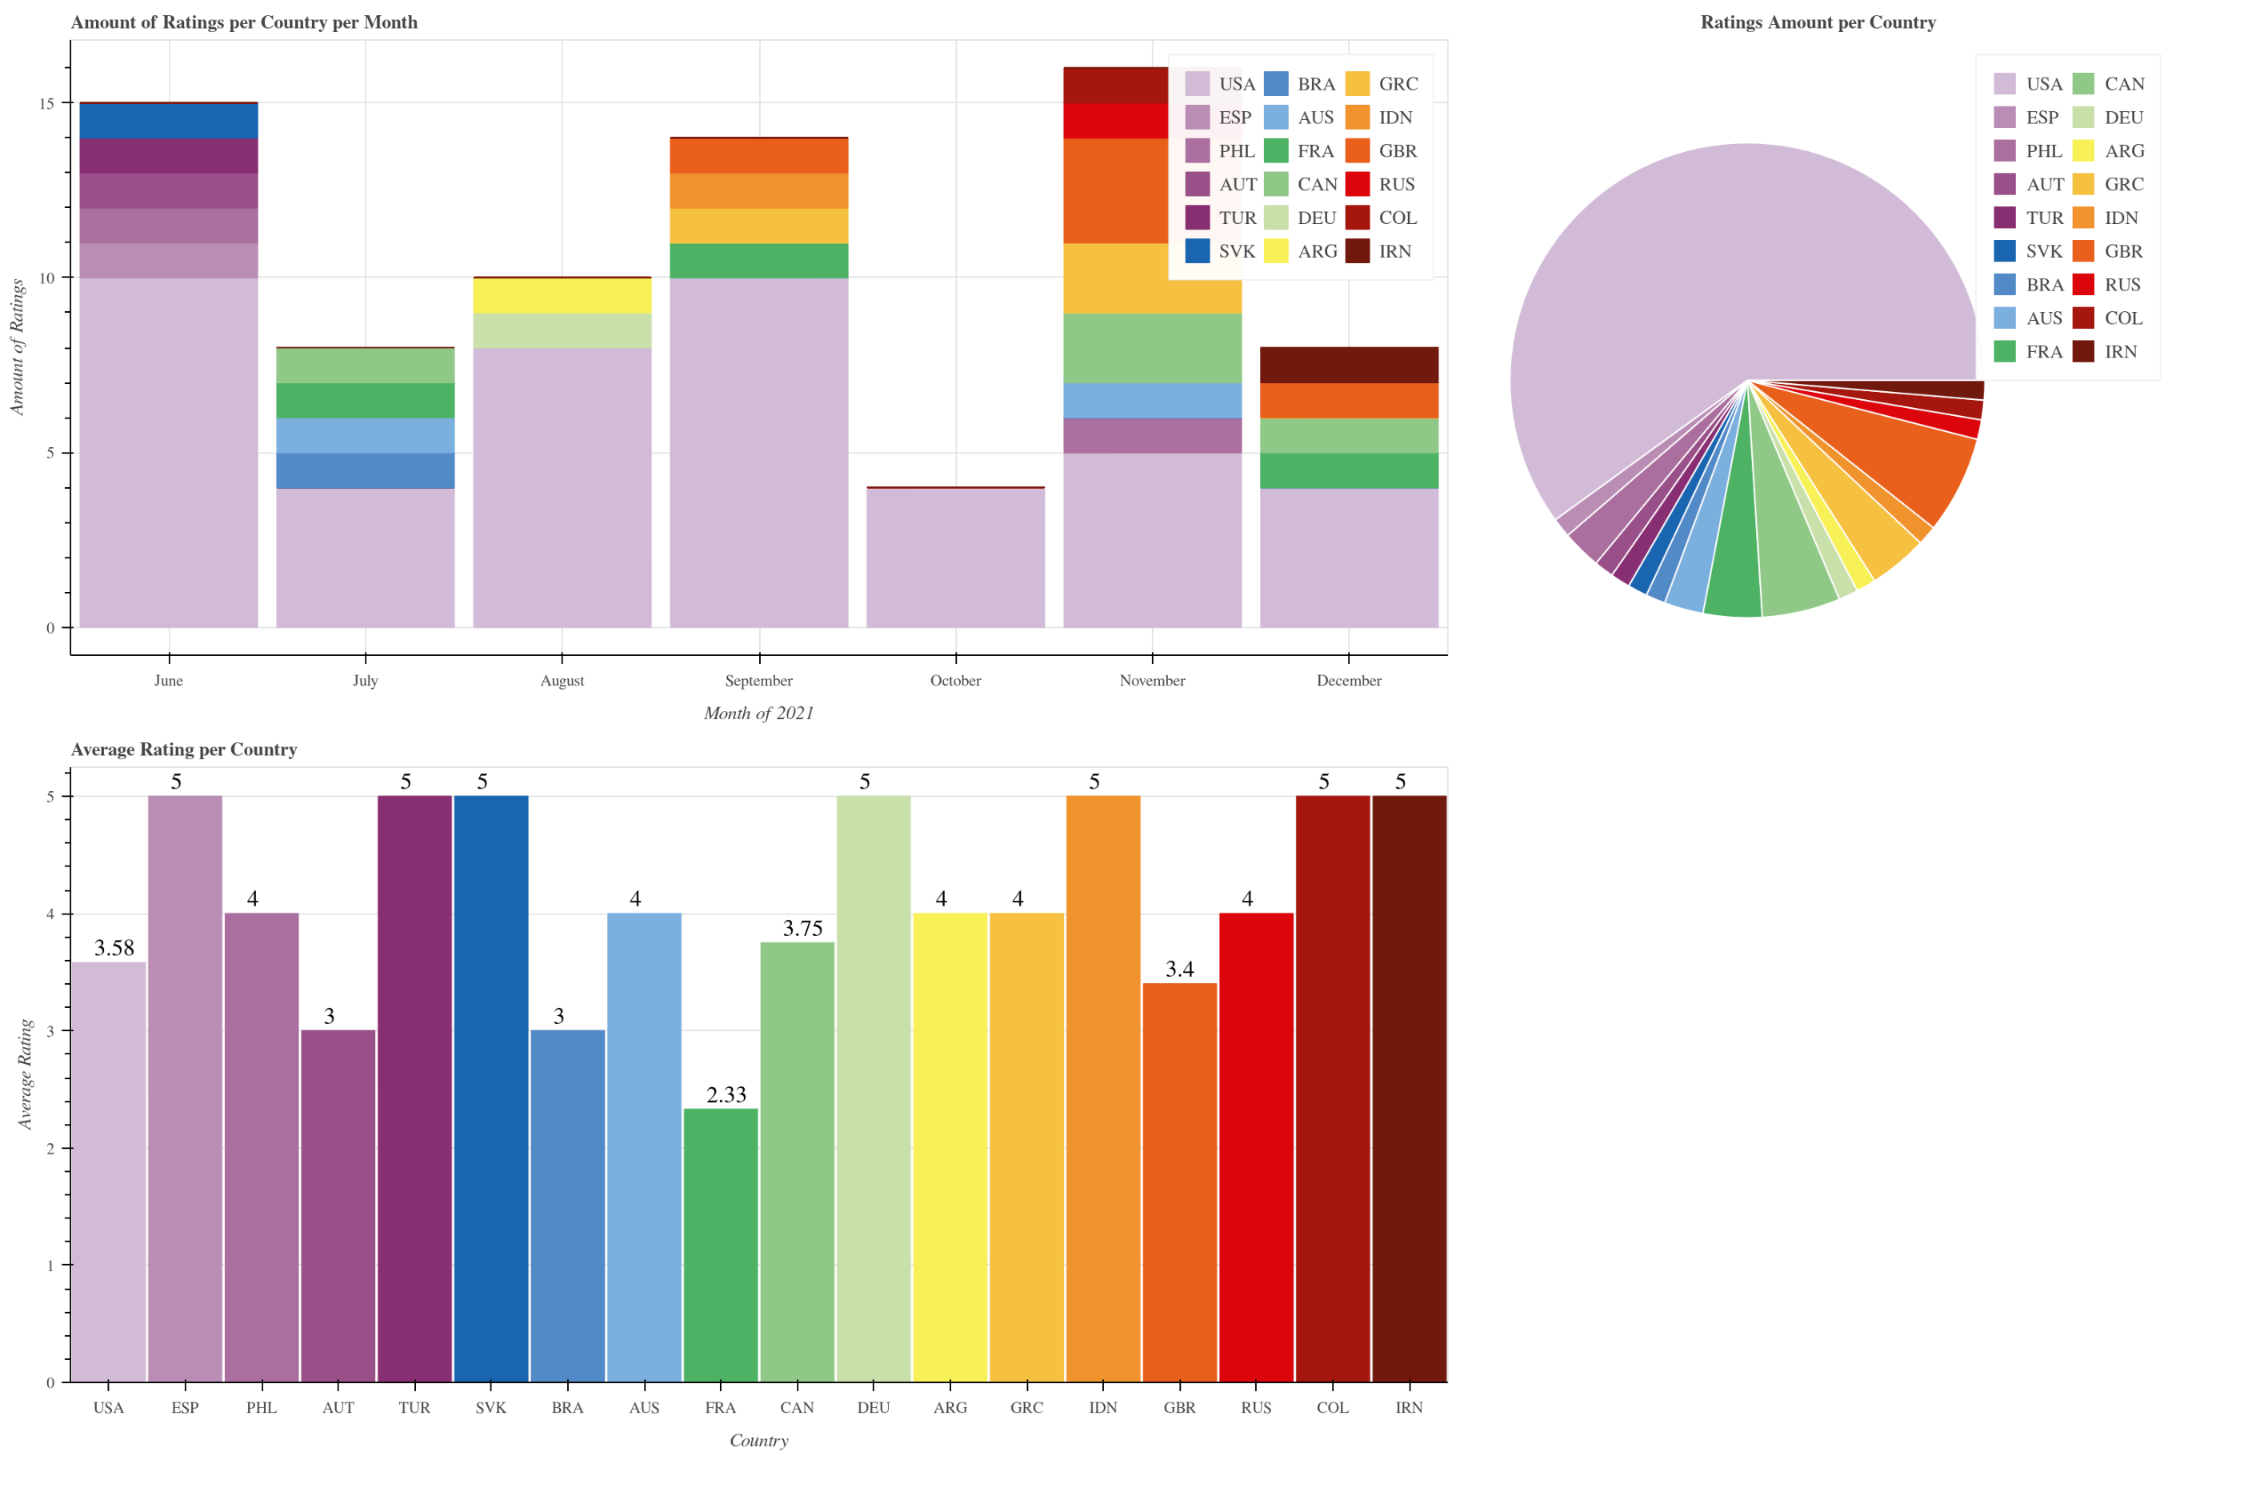 Amount of Ratings per Country per Month
USA BRA GRC
ESP AUS IDN
PHL FRA GBR
AUT CAN RUS
TUR DEU COL
SVK ARG IRN
15
10
5
0
Amount of Ratings
June July August September October November December
Month of 2021
Ratings Amount per Country
USA CAN
ESP DEU
PHL ARG
AUT GRC
TUR IDN
SVK GBR
BRA RUS
AUS COL
FRA IRN
Average Rating per Country
5 5 5 5 5 5 5
4 4 4 4 4
3.75
3.58
3.4
3 3
2.33
5
4
3
2
1
0
Average Rating
USA ESP PHL AUT TUR SVK BRA AUS FRA CAN DEU ARG GRC IDN GBR RUS COL IRN
Country